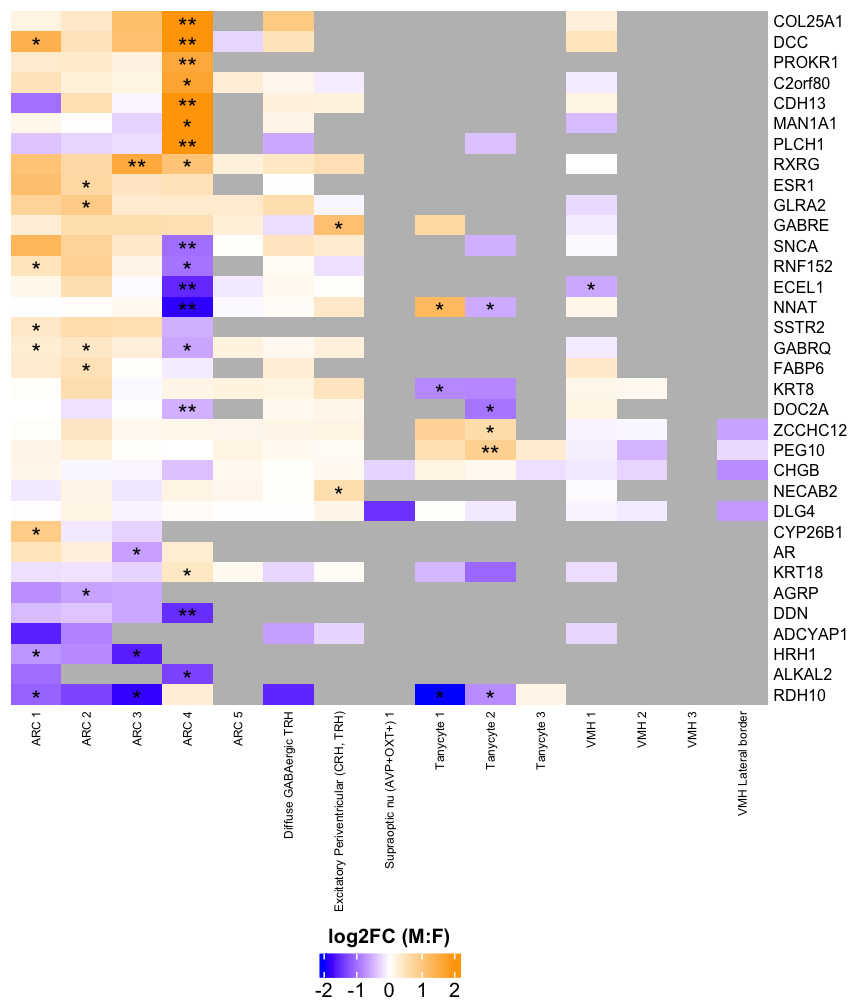 ** COL25A1
* ** DCC
** PROKR1
* C2orf80
** CDH13
* MAN1A1
** PLCH1
** * RXRG
* ESR1
* GLRA2
* GABRE
** SNCA
* * RNF152
** * ECEL1
** * * NNAT
* SSTR2
* * * GABRQ
* FABP6
* KRT8
** * DOC2A
* ZCCHC12
** PEG10
CHGB
* NECAB2
DLG4
* CYP26B1
* AR
* KRT18
* AGRP
** DDN
ADCYAP1
* * HRH1
* ALKAL2
* * * * RDH10
ARC 1
ARC 2
ARC 3
ARC 4
ARC 5
Diffuse GABAergic TRH
Excitatory Periventricular (CRH, TRH)
Supraoptic nu (AVP+OXT+) 1
Tanycyte 1
Tanycyte 2
Tanycyte 3
VMH 1
VMH 2
VMH 3
VMH Lateral border
log2FC (M:F)
-2 -1 0 1 2